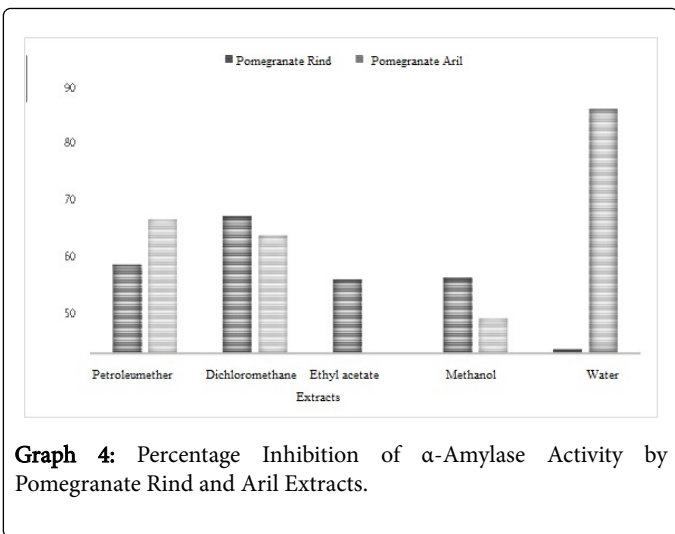 Pomegranate Rind Pomegranate Aril
90
80
70
60
50
Petroleumether Dichloromethane Ethyl acetate Methanol Water
Extracts
Graph 4: Percentage Inhibition of α-Amylase Activity by
Pomegranate Rind and Aril Extracts.